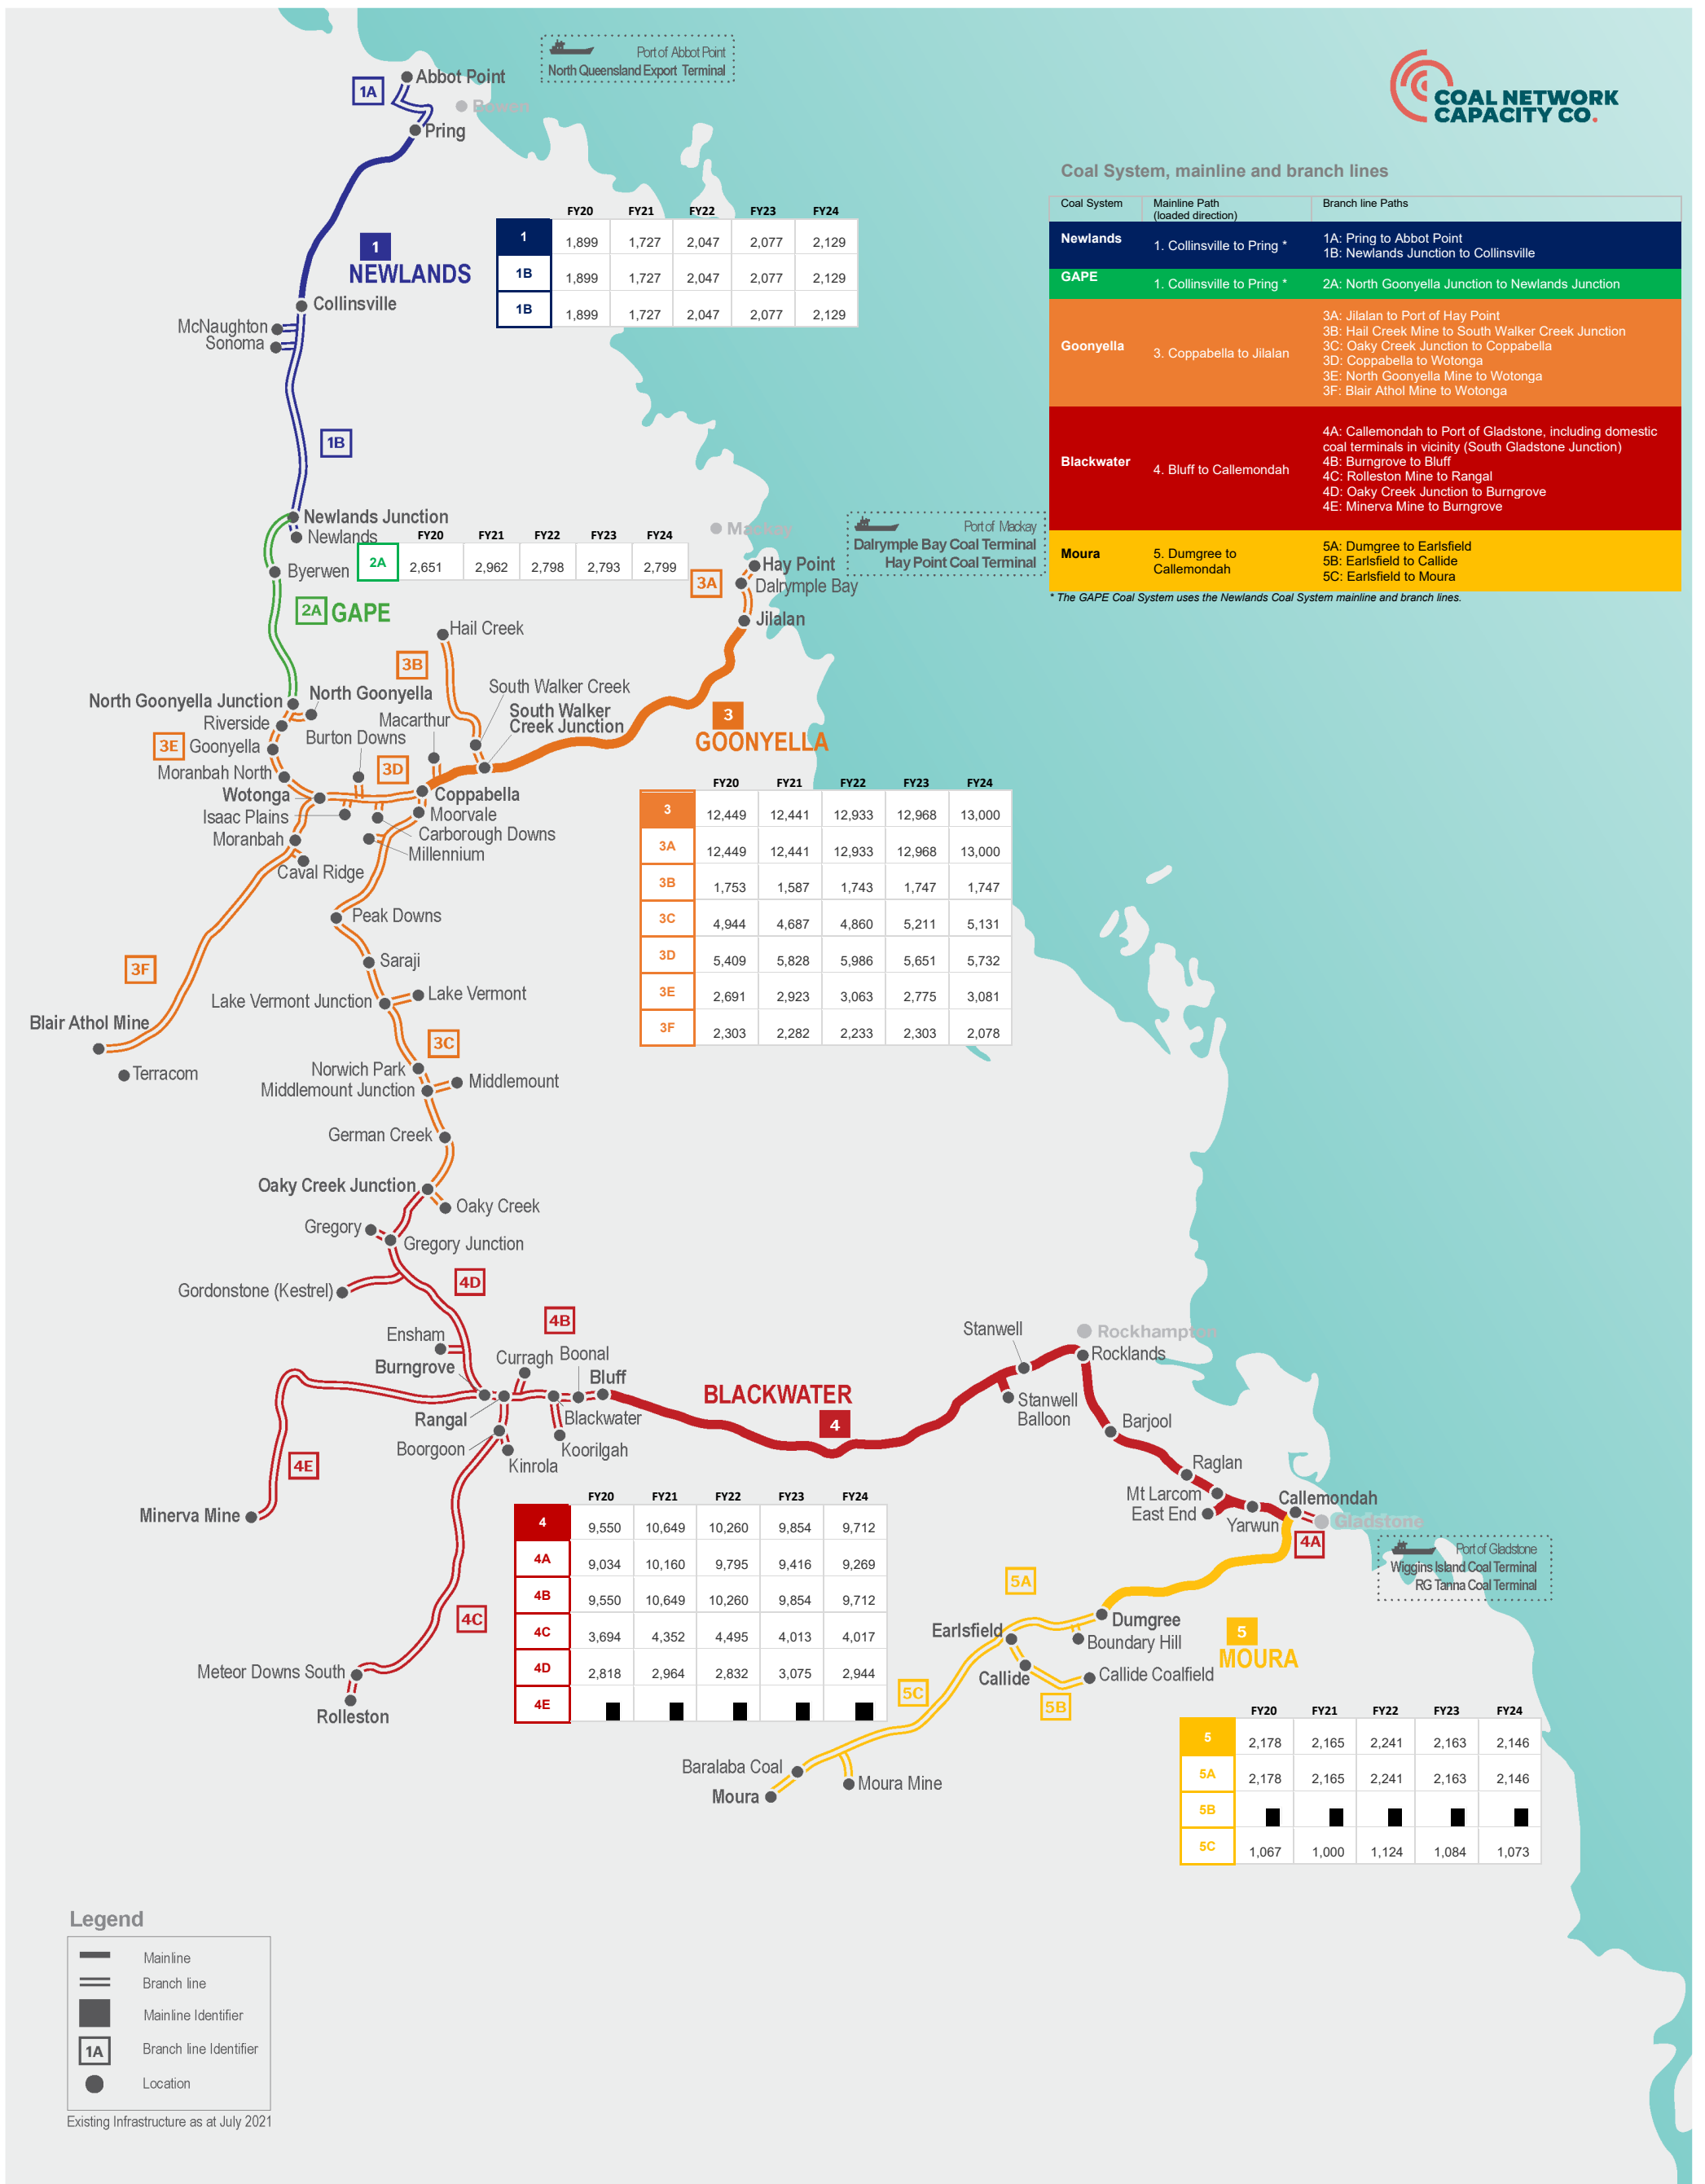 Port of Abbot Point
North Queensland Export Terminal
COAL NETWORK
CAPACITY CO.
Abbot Point
1A
Bowen
Pring
Coal System, mainline and branch lines
Coal System Mainline Path (loaded direction) Branch line Paths
Newlands 1. Collinsville to Pring *
1A: Pring to Abbot Point
1B: Newlands Junction to Collinsville
GAPE 1. Collinsville to Pring * 2A: North Goonyella Junction to Newlands Junction
Goonyella 3. Coppabella to Jilalan
3A: Jilalan to Port of Hay Point
3B: Hail Creek Mine to South Walker Creek Junction
3C: Oaky Creek Junction to Coppabella
3D: Coppabella to Wotonga
3E: North Goonyella Mine to Wotonga
3F: Blair Athol Mine to Wotonga
Blackwater 4. Bluff to Callemondah
4A: Callemondah to Port of Gladstone, including domestic
coal terminals in vicinity (South Gladstone Junction)
4B: Burngrove to Bluff
4C: Rolleston Mine to Rangal
4D: Oaky Creek Junction to Burngrove
4E: Minerva Mine to Burngrove
Moura 5. Dumgree to
Callemondah
5A: Dumgree to Earlsfield
5B: Earlsfield to Callide
5C: Earlsfield to Moura
* The GAPE Coal System uses the Newlands Coal System mainline and branch lines.
FY20 FY21 FY22 FY23 FY24
1 1,899 1,727 2,047 2,077 2,129
1B 1,899 1,727 2,047 2,077 2,129
1B 1,899 1,727 2,047 2,077 2,129
1
NEWLANDS
Collinsville
McNaughton
Sonoma
1B
Newlands Junction
Newlands
Byerwen
FY20 FY21 FY22 FY23 FY24
2A 2,651 2,962 2,798 2,793 2,799
2A GAPE
Mackay
Port of Mackay
Dalrymple Bay Coal Terminal
Hay Point Coal Terminal
Hay Point
3A
Dalrymple Bay
Jilalan
Hail Creek
3B
South Walker Creek
South Walker
Creek Junction
North Goonyella Junction
North Goonyella
Riverside
Macarthur
Burton Downs
3E Goonyella
3D
Moranbah North
Wotonga
Coppabella
Isaac Plains
Moorvale
Moranbah
Carborough Downs
Millennium
Caval Ridge
3
GOONYELLA
FY20 FY21 FY22 FY23 FY24
3 12,449 12,441 12,933 12,968 13,000
3A 12,449 12,441 12,933 12,968 13,000
3B 1,753 1,587 1,743 1,747 1,747
3C 4,944 4,687 4,860 5,211 5,131
3D 5,409 5,828 5,986 5,651 5,732
3E 2,691 2,923 3,063 2,775 3,081
3F 2,303 2,282 2,233 2,303 2,078
Peak Downs
Saraji
3F
Lake Vermont Junction
Lake Vermont
Blair Athol Mine
3C
Terracom
Norwich Park
Middlemount Junction
Middlemount
German Creek
Oaky Creek Junction
Oaky Creek
Gregory
Gregory Junction
4D
Gordonstone (Kestrel)
4B
Ensham
Curragh
Boonal
Burngrove
Bluff
Rangal
Blackwater
Boorgoon
Koorilgah
Kinrola
4E
Minerva Mine
BLACKWATER
4
Stanwell
Rockhampton
Rocklands
Stanwell
Balloon
Barjool
Raglan
Mt Larcom
East End
Yarwun
Callemondah
Gladstone
4A
Port of Gladstone
Wiggins Island Coal Terminal
RG Tanna Coal Terminal
FY20 FY21 FY22 FY23 FY24
4 9,550 10,649 10,260 9,854 9,712
4A 9,034 10,160 9,795 9,416 9,269
4B 9,550 10,649 10,260 9,854 9,712
4C 3,694 4,352 4,495 4,013 4,017
4D 2,818 2,964 2,832 3,075 2,944
4E
4C
Meteor Downs South
Rolleston
5A
Dumgree
Earlsfield
Boundary Hill
5
MOURA
Callide
Callide Coalfield
5C
5B
Baralaba Coal
Moura Mine
Moura
FY20 FY21 FY22 FY23 FY24
5 2,178 2,165 2,241 2,163 2,146
5A 2,178 2,165 2,241 2,163 2,146
5B
5C 1,067 1,000 1,124 1,084 1,073
Legend
Mainline
Branch line
Mainline Identifier
1A Branch line Identifier
Location
Existing Infrastructure as at July 2021